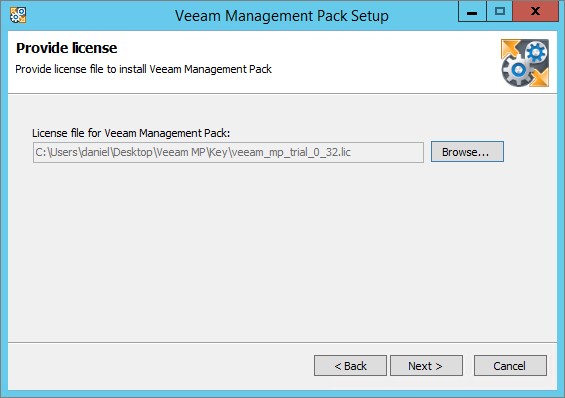 Veeam Management Pack Setup
Provide license
Provide license file to install Veeam Management Pack
License file for Veeam Management Pack:
C:\Users\daniel\Desktop\Veeam MP\Key\veeam_mp_trial_0_32.lic
Browse...
< Back
Next >
Cancel